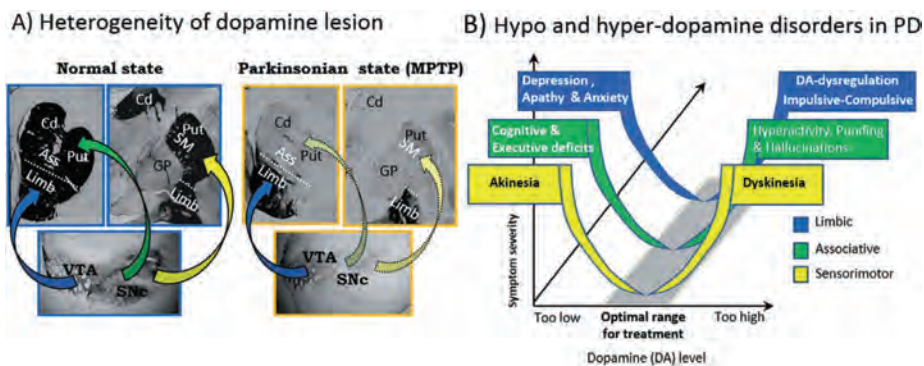 A) Heterogeneity of dopamine lesion
Normal state
Parkinsonian state (MPTP)
Cd
Put
Ass
Limb
Cd
Put
SM
GP
Limb
VTA
SNc
Cd
Ass
Put
Limb
Cd
Put
SM
GP
Limb
VTA
SNc
B) Hypo and hyper-dopamine disorders in PD
Depression ,
Apathy & Anxiety
DA-dysregulation
Impulsive-Compulsive
Cognitive &
Executive deficits
Hyperactivity, Punding
& Hallucinations
Akinesia
Dyskinesia
Limbic
Associative
Sensorimotor
Symptom severity
Too low
Optimal range
for treatment
Too high
Dopamine (DA) level